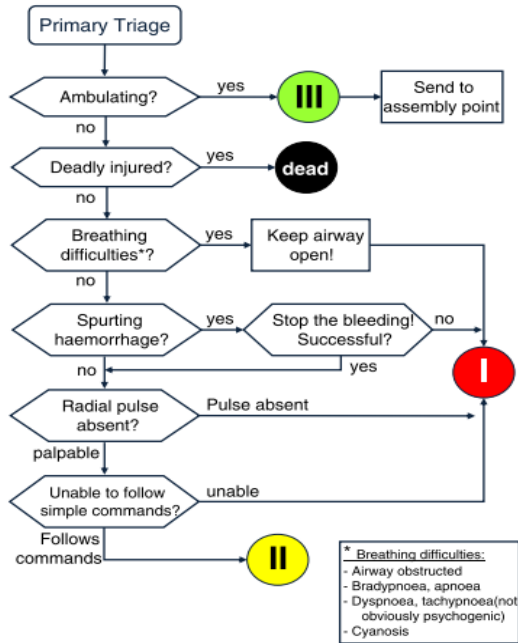 Primary Triage
Ambulating?
yes
III
Send to
assembly point
no
Deadly injured?
yes
dead
no
Breathing
difficulties*?
yes
Keep airway
open!
no
Spurting
haemorrhage?
yes
Stop the bleeding!
Successful?
no
yes
no
I
Radial pulse
absent?
Pulse absent
palpable
Unable to follow
simple commands?
unable
Follows
commands
II
* Breathing difficulties:
- Airway obstructed
- Bradypnoea, apnoea
- Dyspnoea, tachypnoea(not
obviously psychogenic)
- Cyanosis